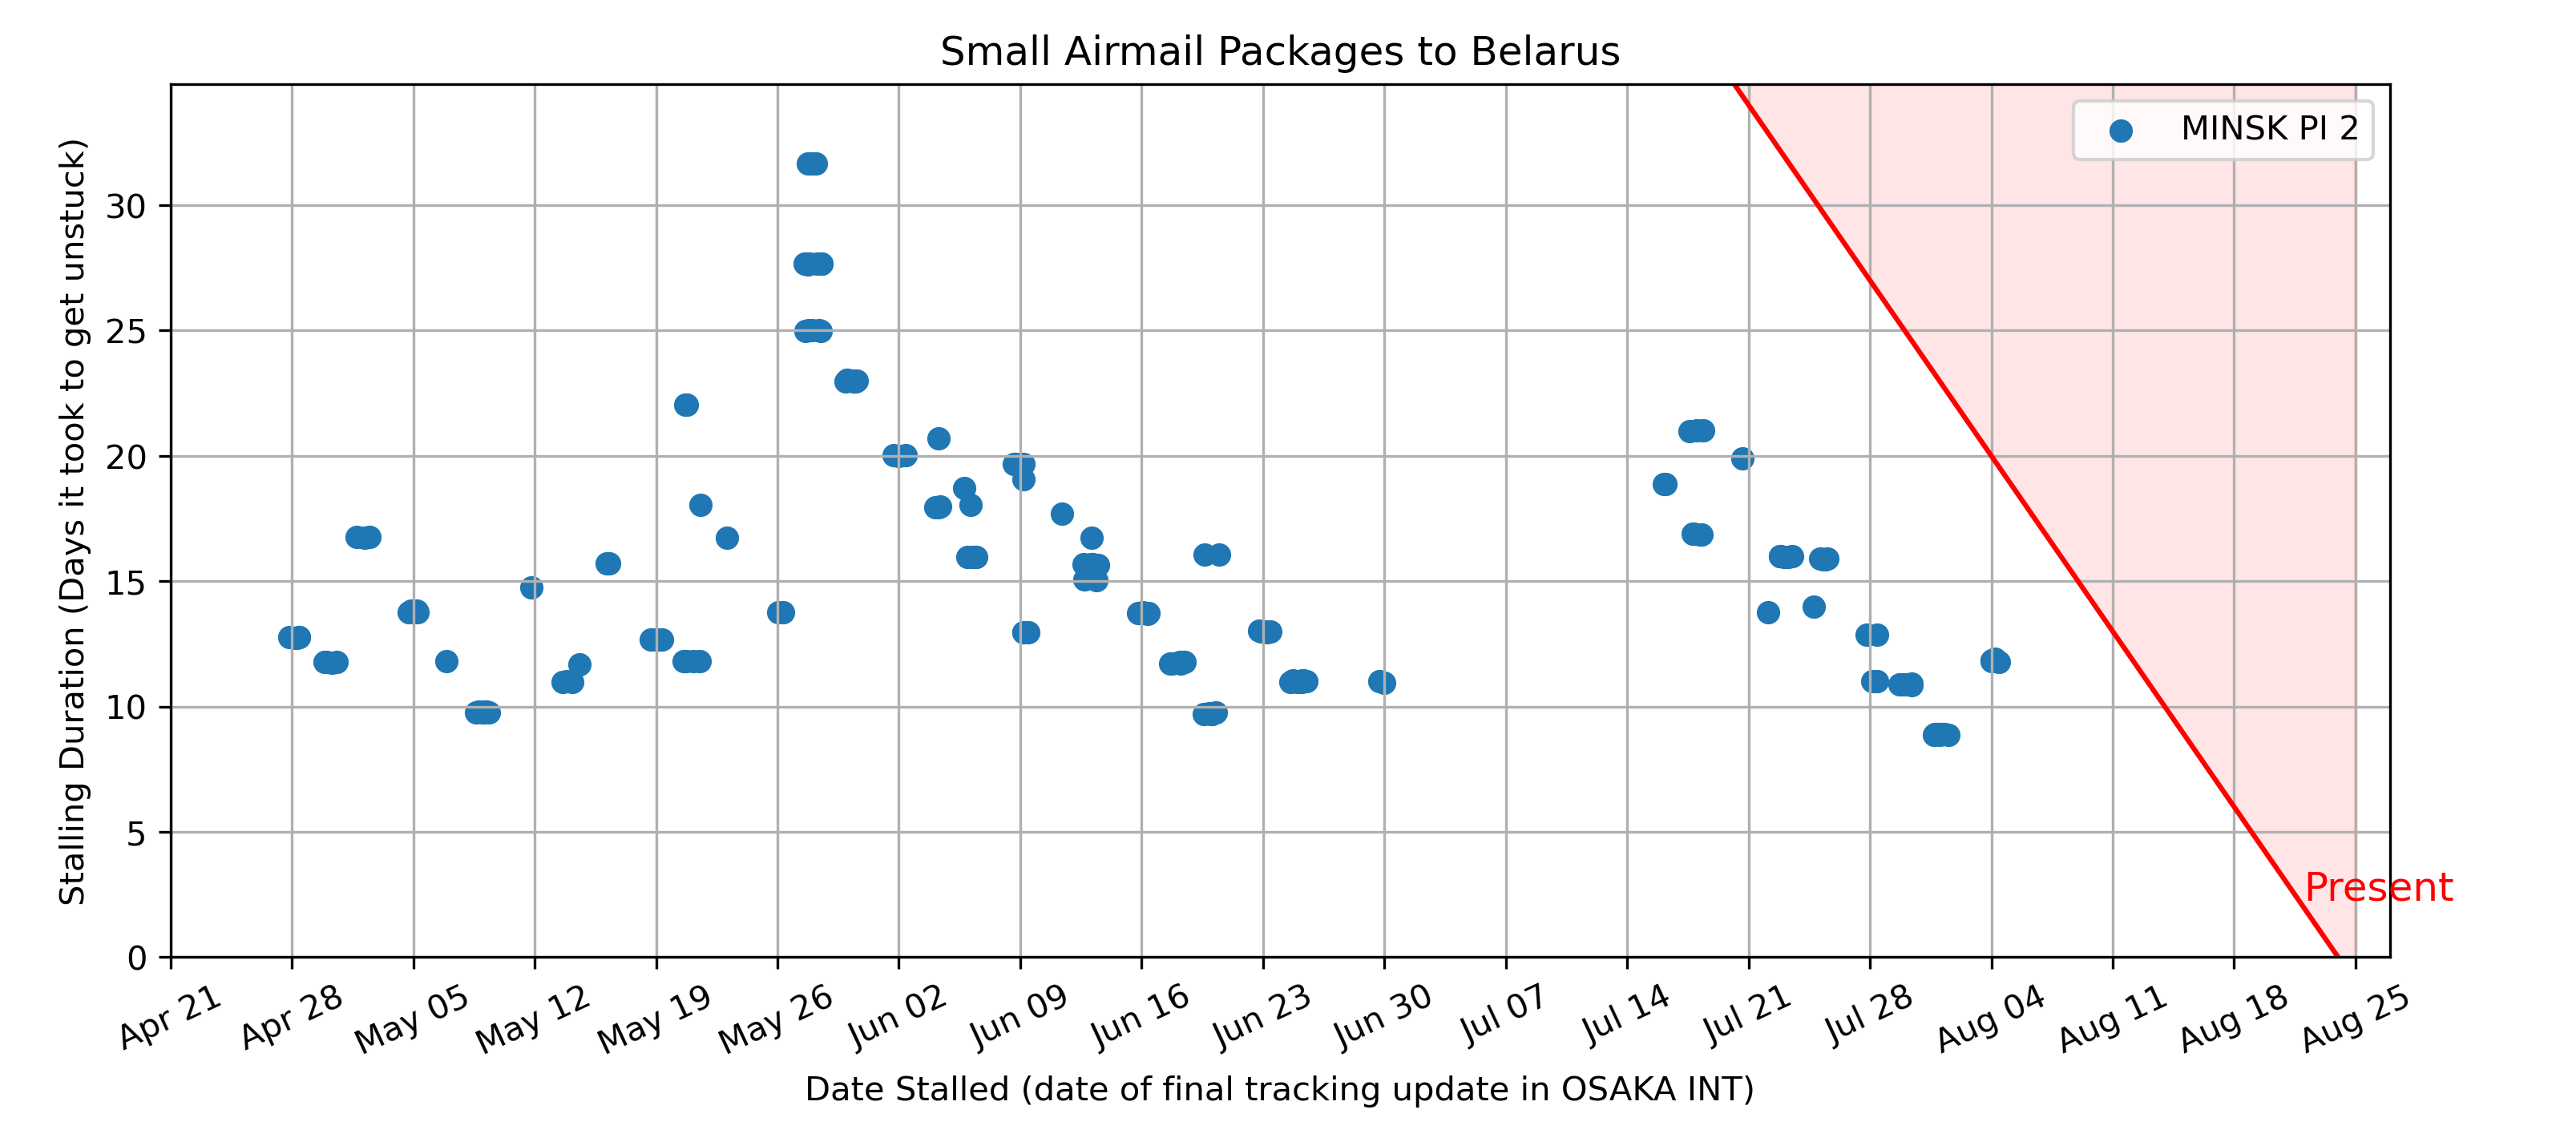 Small Airmail Packages to Belarus
MINSK PI 2
Stalling Duration (Days it took to get unstuck)
30
25
20
15
10
5
0
Present
Apr 21
Apr 28
May 05
May 12
May 19
May 26
Jun 02
Jun 09
Jun 16
Jun 23
Jun 30
Jul 07
Jul 14
Jul 21
Jul 28
Aug 04
Aug 11
Aug 18
Aug 25
Date Stalled (date of final tracking update in OSAKA INT)